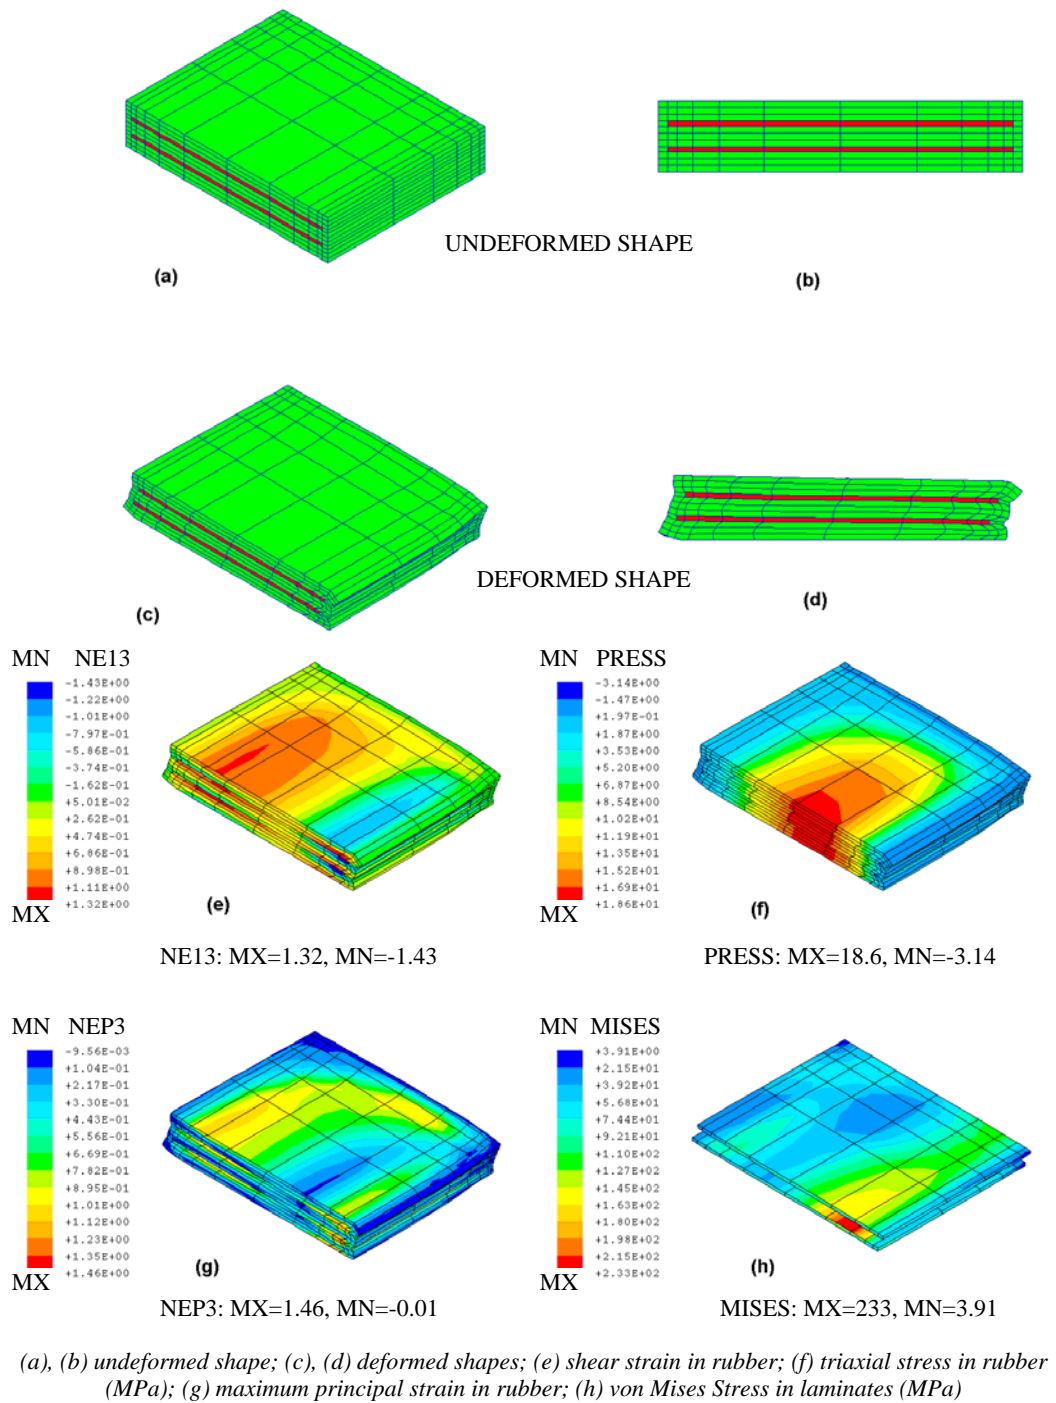 UNDEFORMED SHAPE
(a)
(b)
DEFORMED SHAPE
(c)
(d)
MN NE13
-1.43E+00
-1.22E+00
-1.01E+00
-7.97E-01
-5.86E-01
-3.74E-01
-1.62E-01
+5.01E-02
+2.62E-01
+4.74E-01
+6.86E-01
+8.98E-01
+1.11E+00
+1.32E+00
MX
(e)
NE13: MX=1.32, MN=-1.43
MN PRESS
-3.14E+00
-1.47E+00
+1.97E-01
+1.87E+00
+3.53E+00
+5.20E+00
+6.87E+00
+8.54E+00
+1.02E+01
+1.19E+01
+1.35E+01
+1.52E+01
+1.69E+01
+1.86E+01
MX
(f)
PRESS: MX=18.6, MN=-3.14
MN NEP3
-9.56E-03
+1.04E-01
+2.17E-01
+3.30E-01
+4.43E-01
+5.56E-01
+6.69E-01
+7.82E-01
+8.95E-01
+1.01E+00
+1.12E+00
+1.23E+00
+1.35E+00
+1.46E+00
MX
(g)
NEP3: MX=1.46, MN=-0.01
MN MISES
+3.91E+00
+2.15E+01
+3.92E+01
+5.68E+01
+7.44E+01
+9.21E+01
+1.10E+02
+1.27E+02
+1.45E+02
+1.63E+02
+1.80E+02
+1.98E+02
+2.15E+02
+2.33E+02
MX
(h)
MISES: MX=233, MN=3.91
(a), (b) undeformed shape; (c), (d) deformed shapes; (e) shear strain in rubber; (f) triaxial stress in rubber
(MPa); (g) maximum principal strain in rubber; (h) von Mises Stress in laminates (MPa)